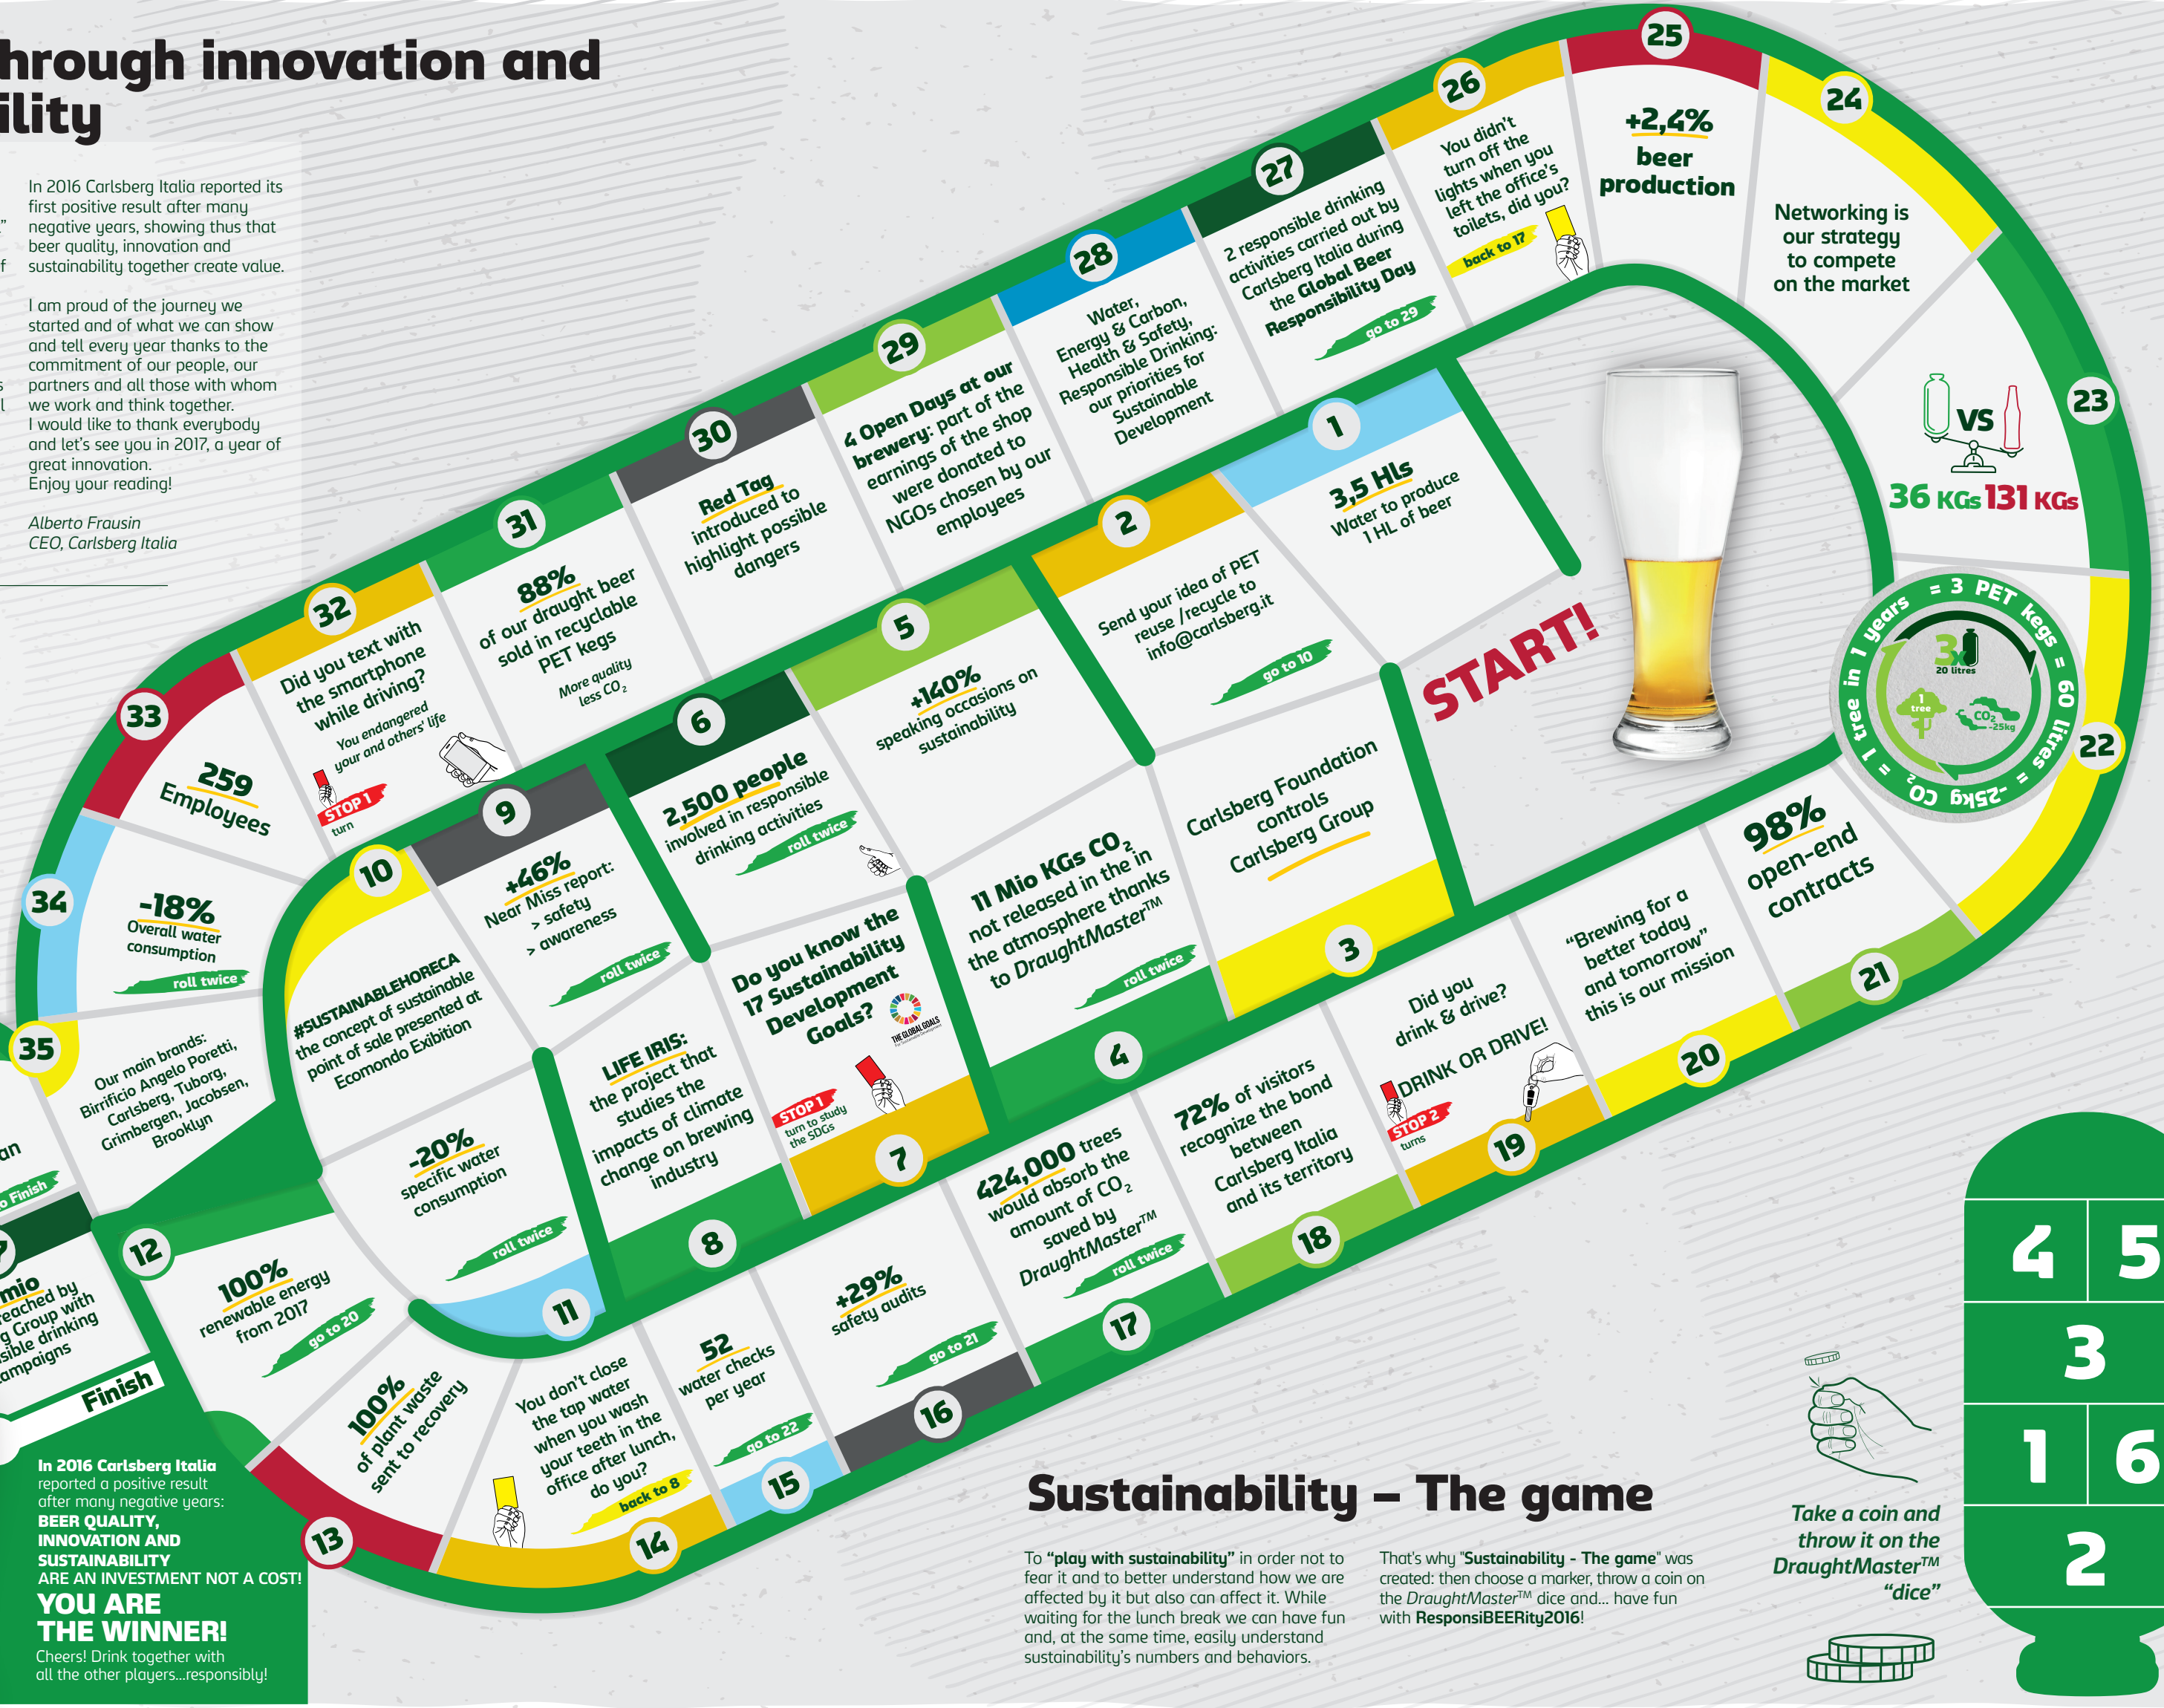 hrough innovation and
ility
In 2016 Carlsberg Italia reported its
first positive result after many
negative years, showing thus that
beer quality, innovation and
sustainability together create value.
I am proud of the journey we
started and of what we can show
and tell every year thanks to the
commitment of our people, our
partners and all those with whom
we work and think together.
I would like to thank everybody
and let's see you in 2017, a year of
great innovation.
Enjoy your reading!
Alberto Frausin
CEO, Carlsberg Italia
START!
1
3,5 Hls
Water to produce
1 HL of beer
2
Send your idea of PET
reuse /recycle to
info@carlsberg.it
go to 10
3
Carlsberg Foundation
controls
Carlsberg Group
4
11 Mio KGs CO2
not released in the in
the atmosphere thanks
to DraughtMaster™
roll twice
5
+140%
speaking occasions on
sustainability
6
2,500 people
involved in responsible
drinking activities
roll twice
7
Do you know the
17 Sustainability
Development
Goals?
THE GLOBAL GOALS
STOP 1
turn to study
the SDGs
8
LIFE IRIS:
the project that
studies the
impacts of climate
change on brewing
industry
9
+46%
Near Miss report:
> safety
> awareness
roll twice
10
#SUSTAINABLEHORECA
the concept of sustainable
point of sale presented at
Ecomondo Exibition
11
-20%
specific water
consumption
roll twice
12
100%
renewable energy
from 2017
go to 20
13
100%
of plant waste
sent to recovery
14
You don't close
the tap water
when you wash
your teeth in the
office after lunch,
do you?
back to 8
15
52
water checks
per year
go to 22
16
+29%
safety audits
go to 21
17
424,000 trees
would absorb the
amount of CO2
saved by
DraughtMaster™
roll twice
18
72% of visitors
recognize the bond
between
Carlsberg Italia
and its territory
19
Did you
drink & drive?
DRINK OR DRIVE!
STOP 2
turns
20
"Brewing for a
better today
and tomorrow"
this is our mission
21
98%
open-end
contracts
22
= 3 PET kegs = 60 litres = -25kg CO2 = 1 tree in 1 years
3x
20 litres
1
tree
CO2
-25kg
23
VS
36 KGs 131 KGs
24
Networking is
our strategy
to compete
on the market
25
+2,4%
beer
production
26
You didn't
turn off the
lights when you
left the office's
toilets, did you?
back to 17
27
2 responsible drinking
activities carried out by
Carlsberg Italia during
the Global Beer
Responsibility Day
go to 29
28
Water,
Energy & Carbon,
Health & Safety,
Responsible Drinking:
our priorities for
Sustainable
Development
29
4 Open Days at our
brewery: part of the
earnings of the shop
were donated to
NGOs chosen by our
employees
30
Red Tag
introduced to
highlight possible
dangers
31
88%
of our draught beer
sold in recyclable
PET kegs
More quality
less CO2
32
Did you text with
the smartphone
while driving?
You endangered
your and others' life
STOP 1
turn
33
259
Employees
34
-18%
Overall water
consumption
roll twice
35
Our main brands:
Birrificio Angelo Poretti,
Carlsberg, Tuborg,
Grimbergen, Jacobsen,
Brooklyn
an
o Finish
mio
reached by
g Group with
sible drinking
ampaigns
Finish
In 2016 Carlsberg Italia
reported a positive result
after many negative years:
BEER QUALITY,
INNOVATION AND
SUSTAINABILITY
ARE AN INVESTMENT NOT A COST!
YOU ARE
THE WINNER!
Cheers! Drink together with
all the other players...responsibly!
Sustainability – The game
To "play with sustainability" in order not to
fear it and to better understand how we are
affected by it but also can affect it. While
waiting for the lunch break we can have fun
and, at the same time, easily understand
sustainability's numbers and behaviors.
That's why "Sustainability - The game" was
created: then choose a marker, throw a coin on
the DraughtMaster™ dice and... have fun
with ResponsiBEERity2016!
Take a coin and
throw it on the
DraughtMaster™
"dice"
4 5
3
1 6
2